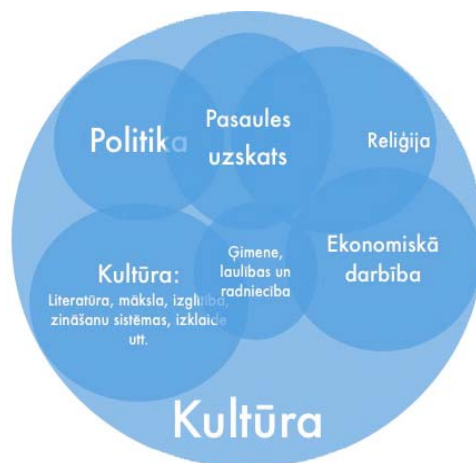 Politika
Pasaules
uzskats
Reliģija
Kultūra:
Literatūra, māksla, izglītība,
zināšanu sistēmas, izklaide
utt.
Ģimene,
laulības un
radniecība
Ekonomiskā
darbība
Kultūra